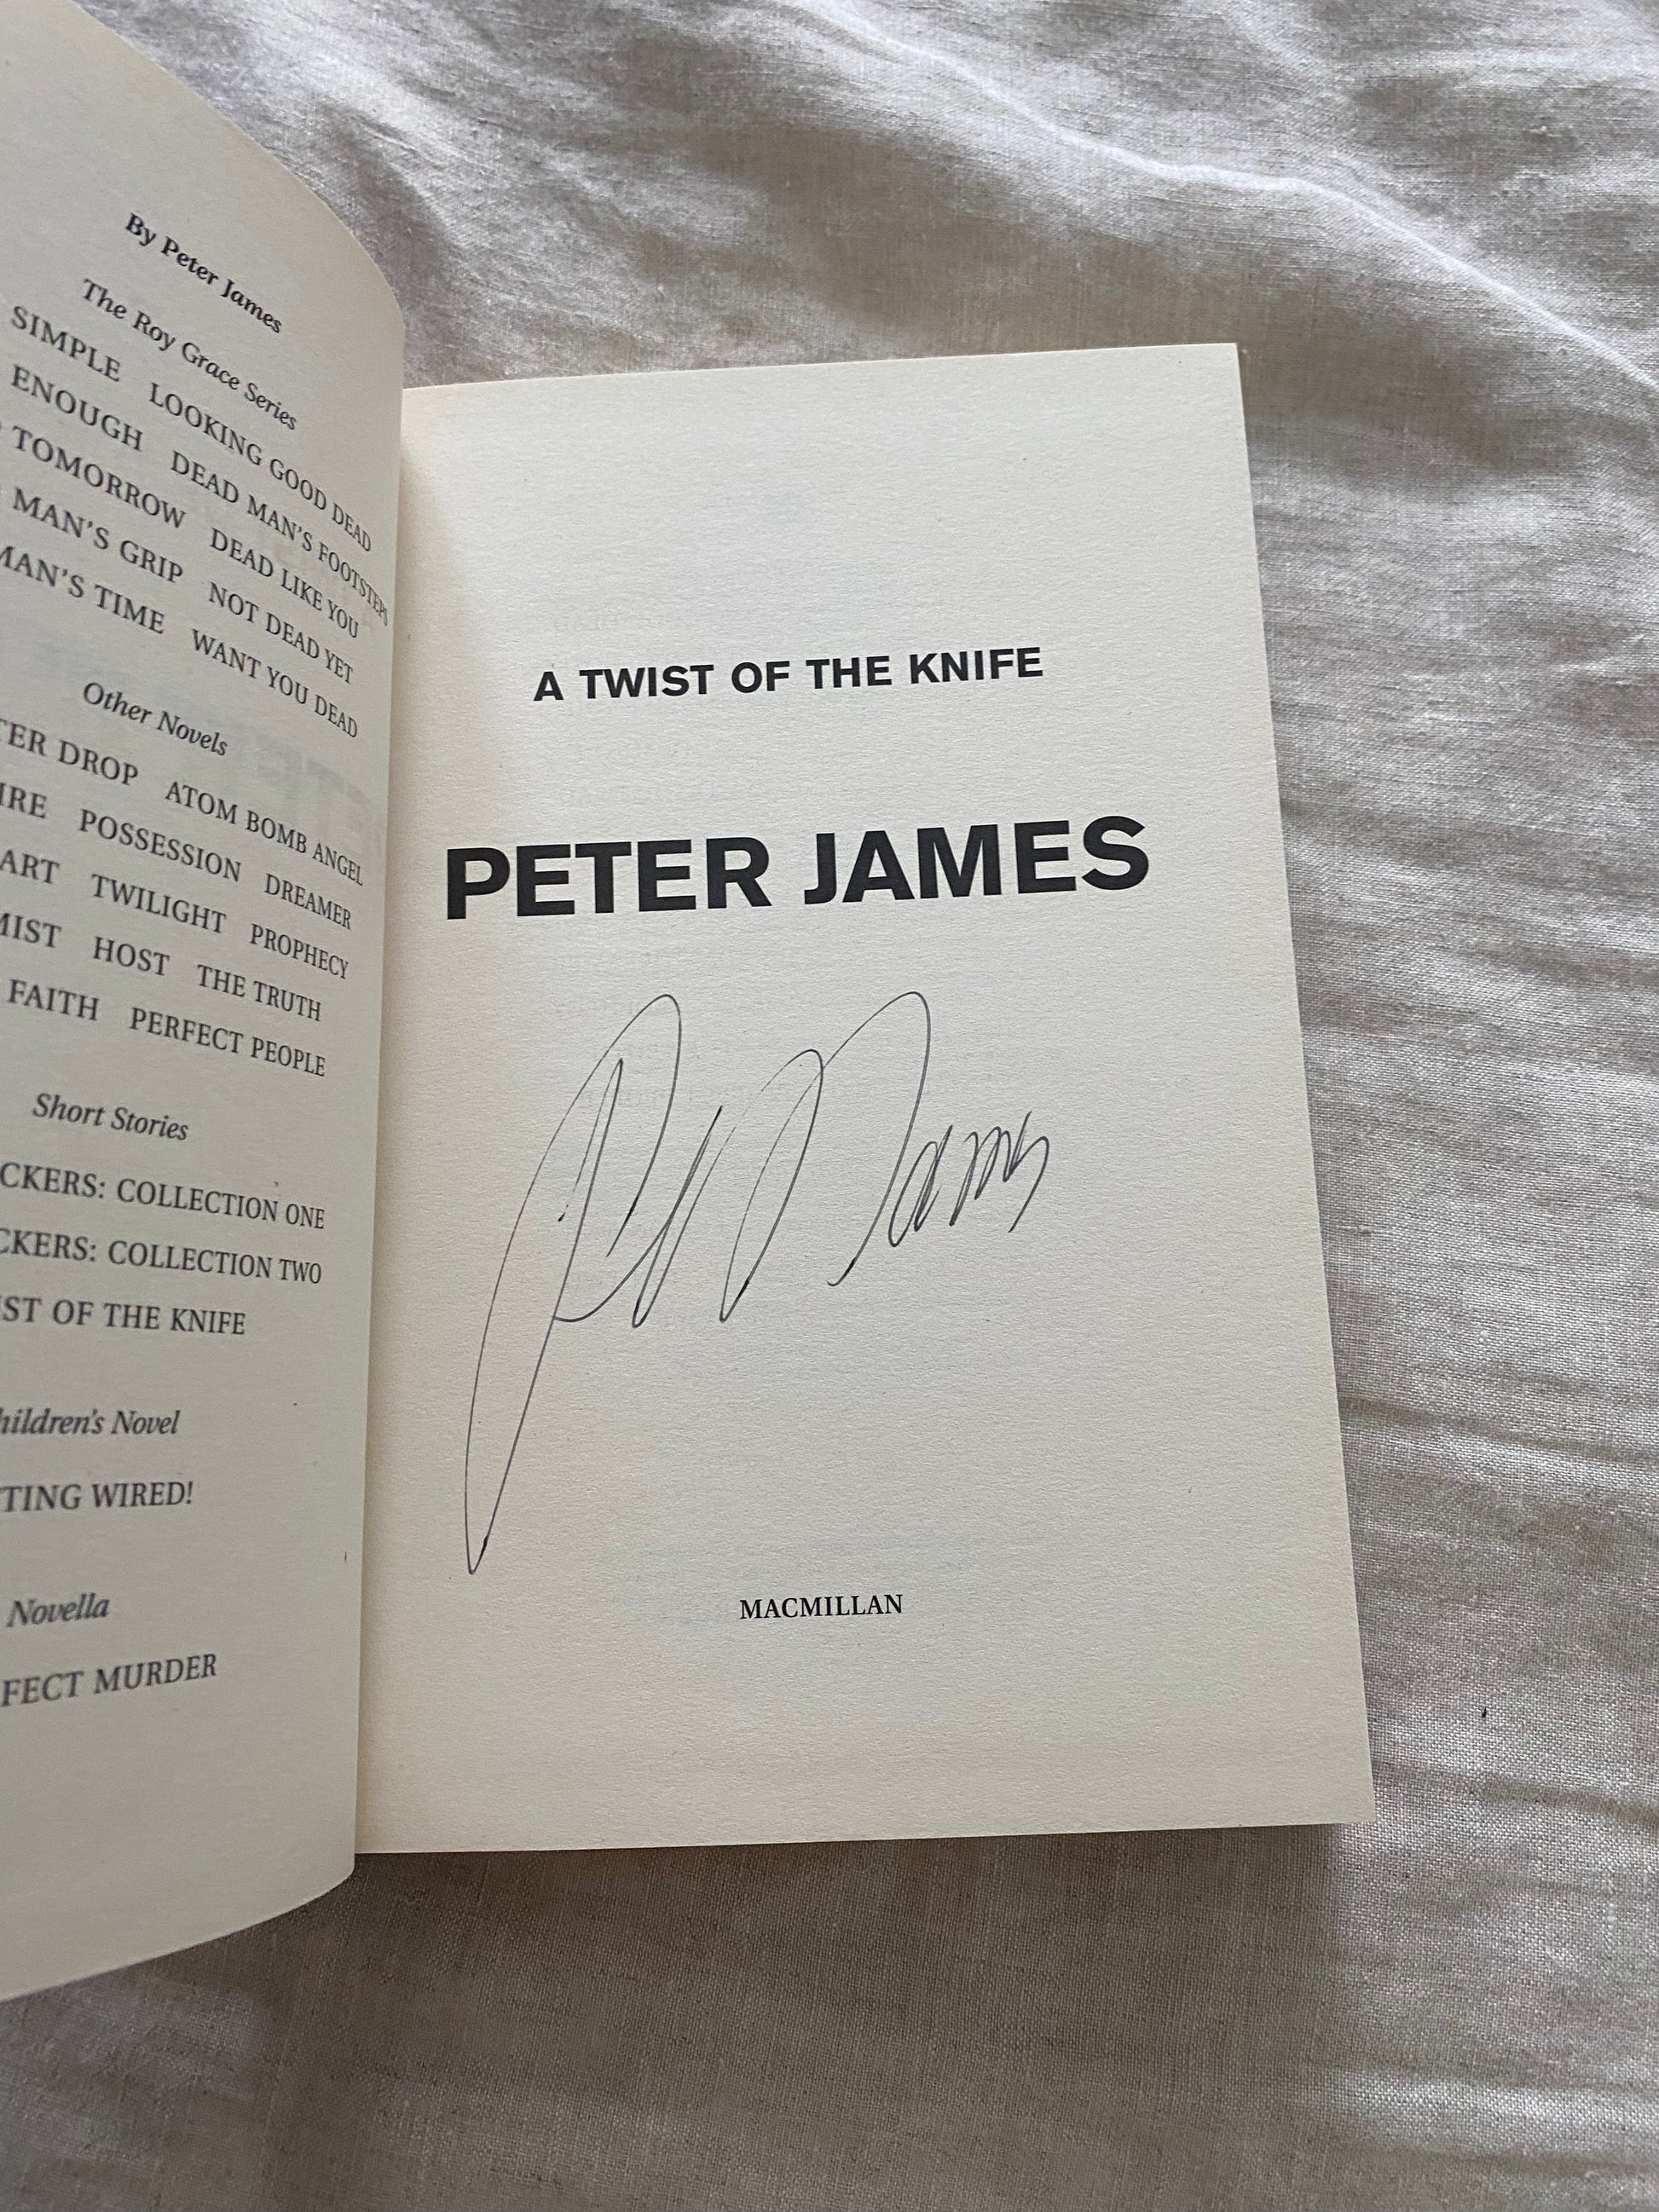 By Peter James
The Roy Grace Series
SIMPLE LOOKING GOOD DEAD
ENOUGH DEAD MAN'S FOOTSTEPS
TOMORROW DEAD LIKE YOU
MAN'S GRIP NOT DEAD YET
MAN'S TIME WANT YOU DEAD
Other Novels
TER DROP ATOM BOMB ANGEL
IRE POSSESSION DREAMER
ART TWILIGHT PROPHECY
MIST HOST THE TRUTH
FAITH PERFECT PEOPLE
Short Stories
CKERS: COLLECTION ONE
CKERS: COLLECTION TWO
IST OF THE KNIFE
hildren's Novel
TING WIRED!
Novella
FECT MURDER
A TWIST OF THE KNIFE
PETER JAMES
MACMILLAN